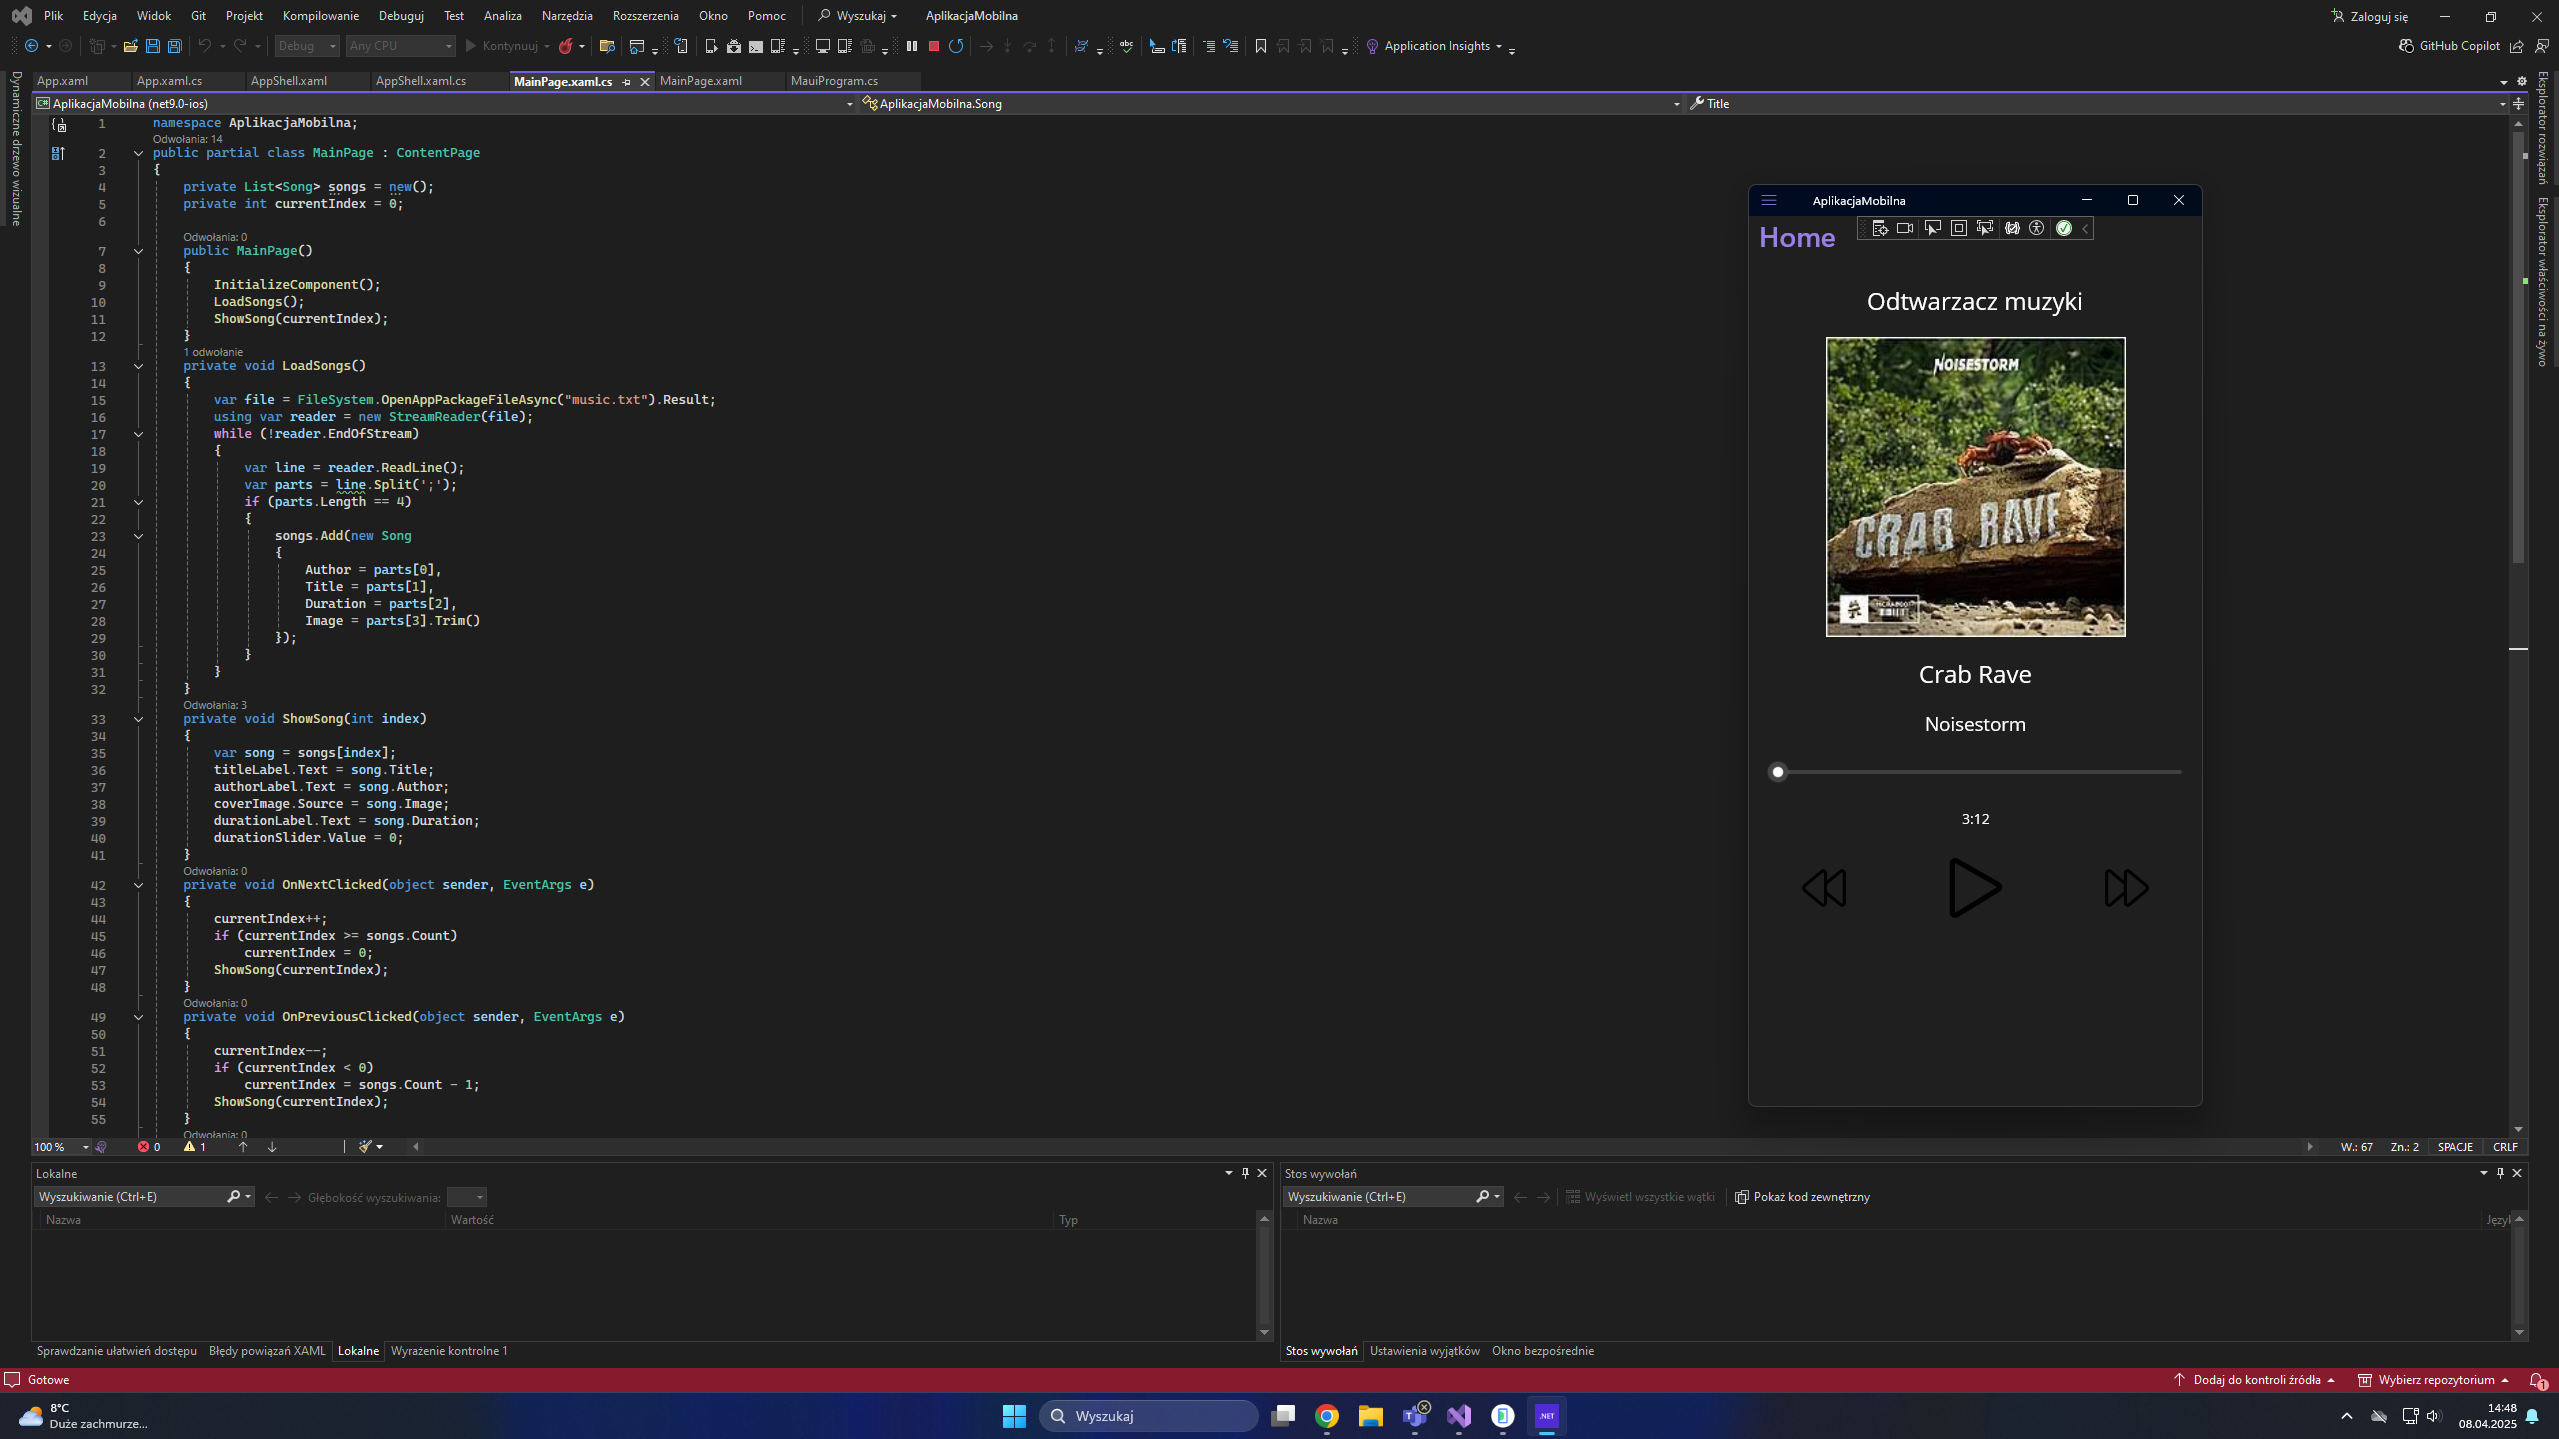 Plik Edycja Widok Git Projekt Kompilowanie Debuguj Test Analiza Narzędzia Rozszerzenia Okno Pomoc Wyszukaj AplikacjaMobilna Zaloguj się
Debug Any CPU Kontynuuj Application Insights GitHub Copilot
App.xaml App.xaml.cs AppShell.xaml AppShell.xaml.cs MainPage.xaml.cs MainPage.xaml MauiProgram.cs
Dynamiczne drzewo wizualne
Eksplorator rozwiązań
Eksplorator właściwości na żywo
AplikacjaMobilna (net9.0-ios) AplikacjaMobilna.Song Title
1 namespace AplikacjaMobilna;
Odwołania: 14
2 public partial class MainPage : ContentPage
3 {
4 private List<Song> songs = new();
5 private int currentIndex = 0;
6
Odwołania: 0
7 public MainPage()
8 {
9 InitializeComponent();
10 LoadSongs();
11 ShowSong(currentIndex);
12 }
1 odwołanie
13 private void LoadSongs()
14 {
15 var file = FileSystem.OpenAppPackageFileAsync("music.txt").Result;
16 using var reader = new StreamReader(file);
17 while (!reader.EndOfStream)
18 {
19 var line = reader.ReadLine();
20 var parts = line.Split(';');
21 if (parts.Length == 4)
22 {
23 songs.Add(new Song
24 {
25 Author = parts[0],
26 Title = parts[1],
27 Duration = parts[2],
28 Image = parts[3].Trim()
29 });
30 }
31 }
32 }
Odwołania: 3
33 private void ShowSong(int index)
34 {
35 var song = songs[index];
36 titleLabel.Text = song.Title;
37 authorLabel.Text = song.Author;
38 coverImage.Source = song.Image;
39 durationLabel.Text = song.Duration;
40 durationSlider.Value = 0;
41 }
Odwołania: 0
42 private void OnNextClicked(object sender, EventArgs e)
43 {
44 currentIndex++;
45 if (currentIndex >= songs.Count)
46 currentIndex = 0;
47 ShowSong(currentIndex);
48 }
Odwołania: 0
49 private void OnPreviousClicked(object sender, EventArgs e)
50 {
51 currentIndex--;
52 if (currentIndex < 0)
53 currentIndex = songs.Count - 1;
54 ShowSong(currentIndex);
55 }
Odwołania: 0
AplikacjaMobilna
Home
Odtwarzacz muzyki
NOISESTORM
CRAB RAVE
Crab Rave
Noisestorm
3:12
100 % 0 1 W.: 67 Zn.: 2 SPACJE CRLF
Lokalne
Wyszukiwanie (Ctrl+E) Głębokość wyszukiwania:
Nazwa Wartość Typ
Sprawdzanie ułatwień dostępu Błędy powiązań XAML Lokalne Wyrażenie kontrolne 1
Stos wywołań
Wyszukiwanie (Ctrl+E) Wyświetl wszystkie wątki Pokaż kod zewnętrzny
Nazwa Język
Stos wywołań Ustawienia wyjątków Okno bezpośrednie
Gotowe Dodaj do kontroli źródła Wybierz repozytorium 1
8°C
Duże zachmurze...
Wyszukaj
.NET
14:48
08.04.2025